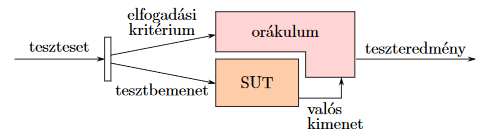 teszteset
elfogadási
kritérium
tesztbemenet
orákulum
SUT
valós
kimenet
teszteredmény